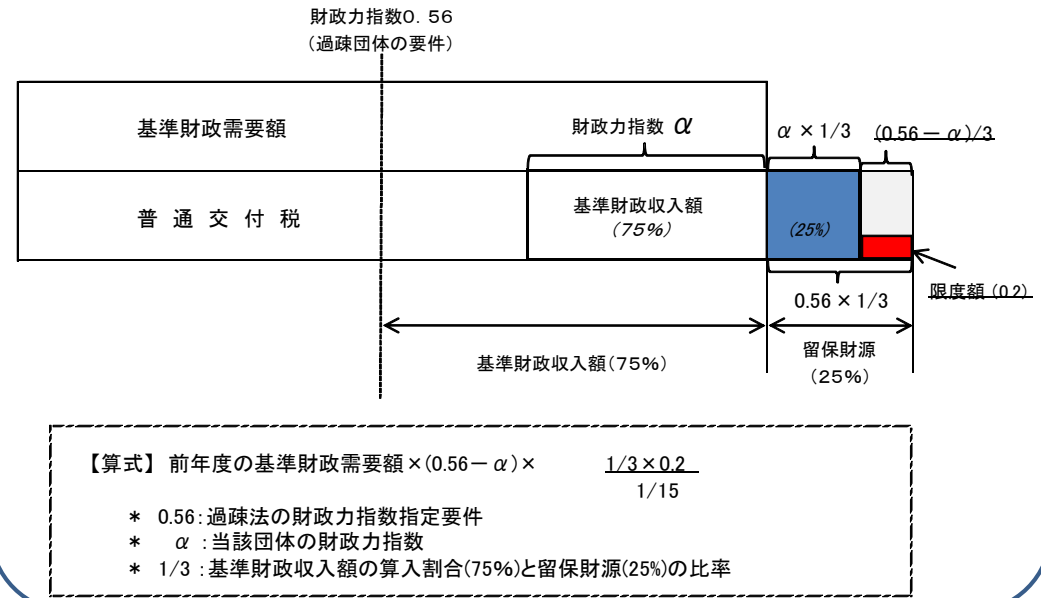 財政力指数0.56
(過疎団体の要件)
基準財政需要額
財政力指数 α
α×1/3
(0.56-α)/3
普通交付税
基準財政収入額
(75%)
(25%)
0.56×1/3
限度額(0.2)
基準財政収入額(75%)
留保財源
(25%)
【算式】 前年度の基準財政需要額×(0.56-α)× 1/3×0.2
1/15
* 0.56:過疎法の財政力指数指定要件
* α:当該団体の財政力指数
* 1/3:基準財政収入額の算入割合(75%)と留保財源(25%)の比率